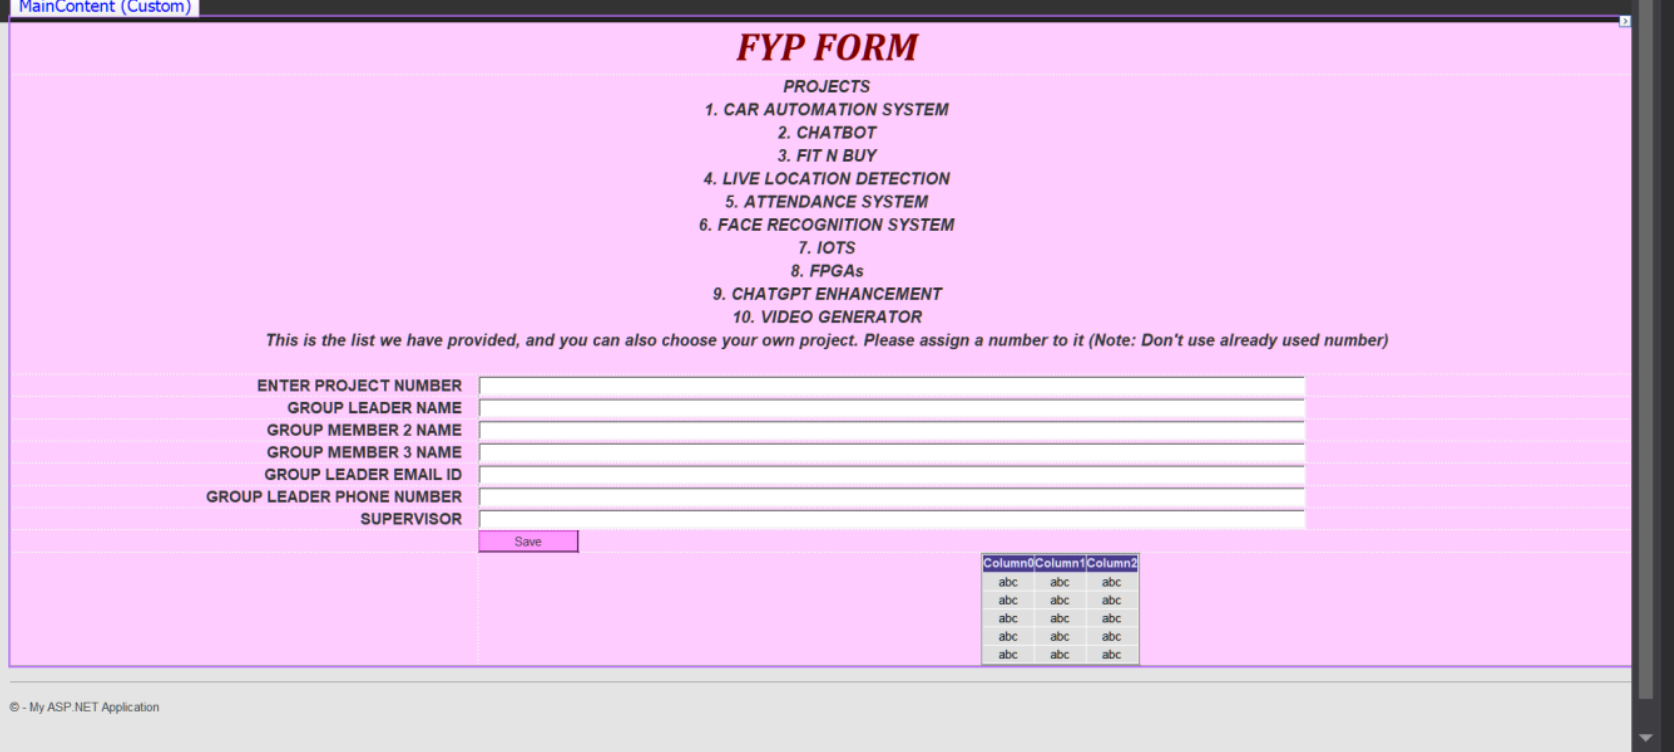 MainContent (Custom)
FYP FORM
PROJECTS
1. CAR AUTOMATION SYSTEM
2. CHATBOT
3. FIT N BUY
4. LIVE LOCATION DETECTION
5. ATTENDANCE SYSTEM
6. FACE RECOGNITION SYSTEM
7. IOTS
8. FPGAs
9. CHATGPT ENHANCEMENT
10. VIDEO GENERATOR
This is the list we have provided, and you can also choose your own project. Please assign a number to it (Note: Don't use already used number)
ENTER PROJECT NUMBER
GROUP LEADER NAME
GROUP MEMBER 2 NAME
GROUP MEMBER 3 NAME
GROUP LEADER EMAIL ID
GROUP LEADER PHONE NUMBER
SUPERVISOR
Save
Column0 Column1 Column2
abc abc abc
abc abc abc
abc abc abc
abc abc abc
abc abc abc
© - My ASP.NET Application